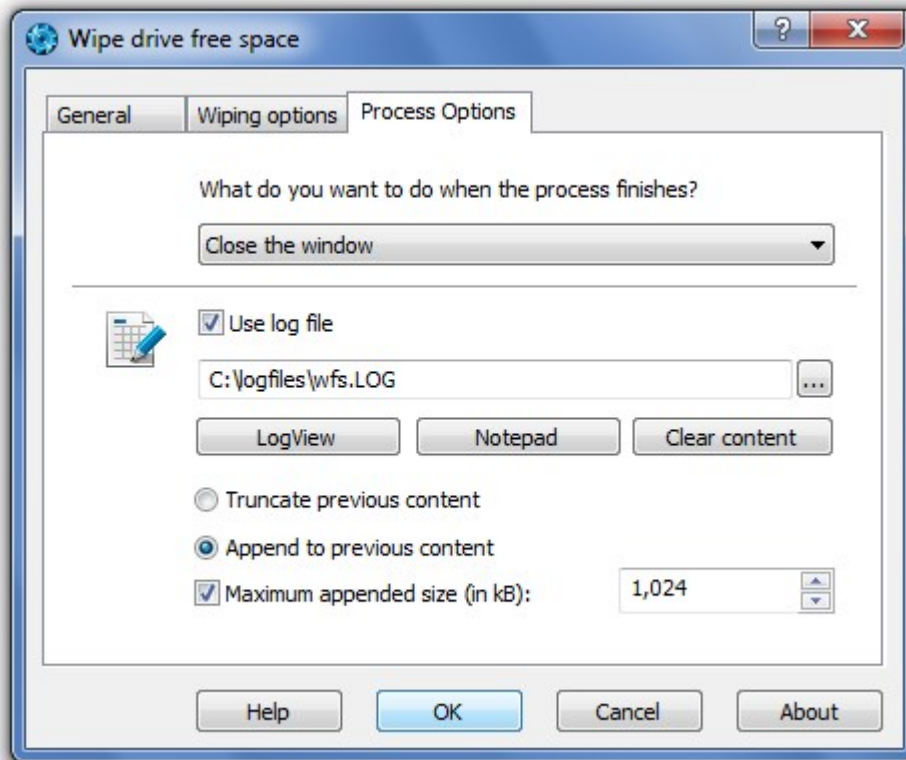 Wipe drive free space
General Wiping options Process Options
What do you want to do when the process finishes?
Close the window
Use log file
C:\logfiles\wfs.LOG ...
LogView Notepad Clear content
Truncate previous content
Append to previous content
Maximum appended size (in kB): 1,024
Help OK Cancel About